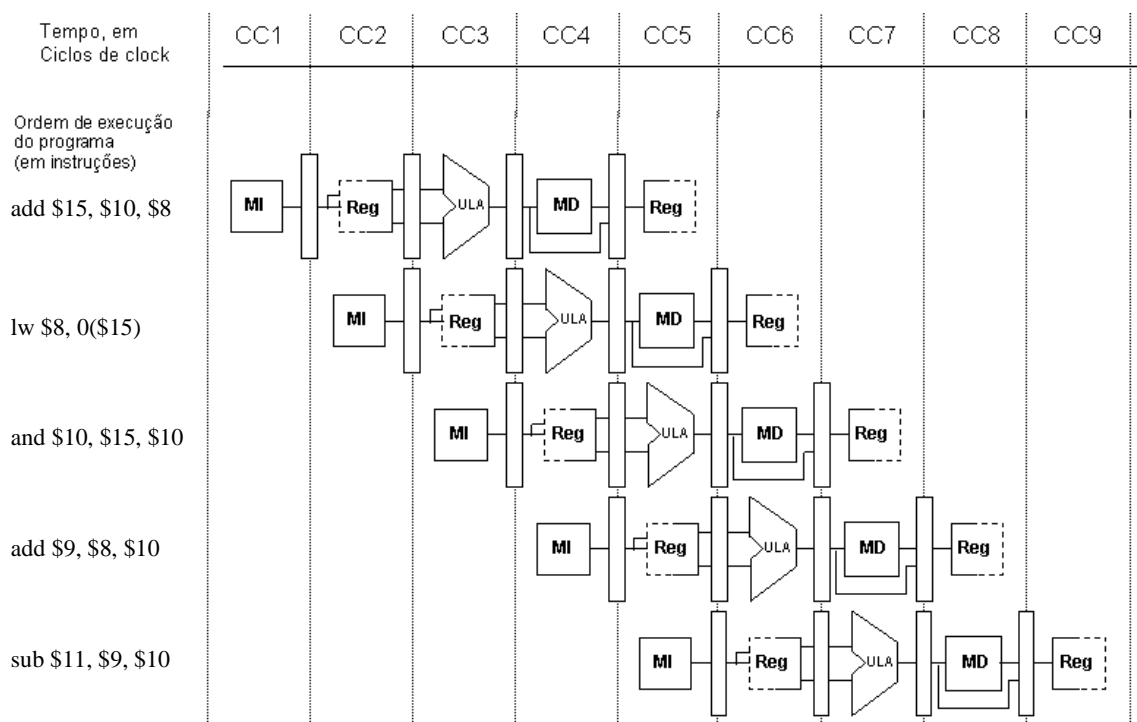 Tempo, em
Ciclos de clock
CC1 CC2 CC3 CC4 CC5 CC6 CC7 CC8 CC9
Ordem de execução
do programa
(em instruções)
add $15, $10, $8
MI Reg ULA MD Reg
lw $8, 0($15)
MI Reg ULA MD Reg
and $10, $15, $10
MI Reg ULA MD Reg
add $9, $8, $10
MI Reg ULA MD Reg
sub $11, $9, $10
MI Reg ULA MD Reg